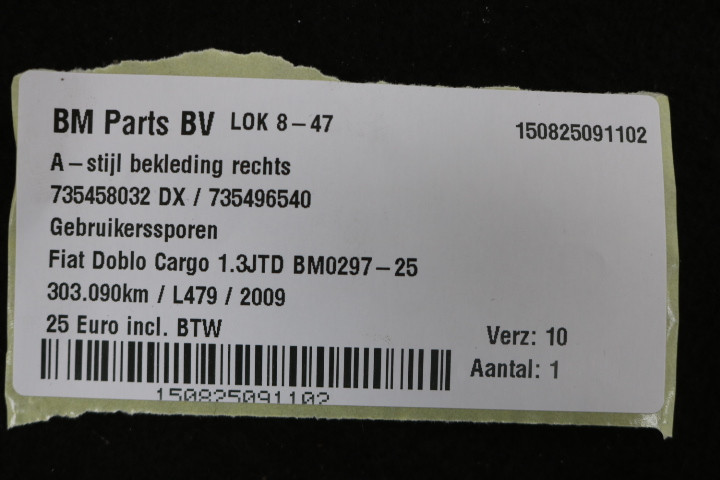 BM Parts BV LOK 8-47
150825091102
A-stijl bekleding rechts
735458032 DX / 735496540
Gebruikerssporen
Fiat Doblo Cargo 1.3JTD BM0297-25
303.090km / L479 / 2009
25 Euro incl. BTW
Verz: 10
Aantal: 1
150825091102